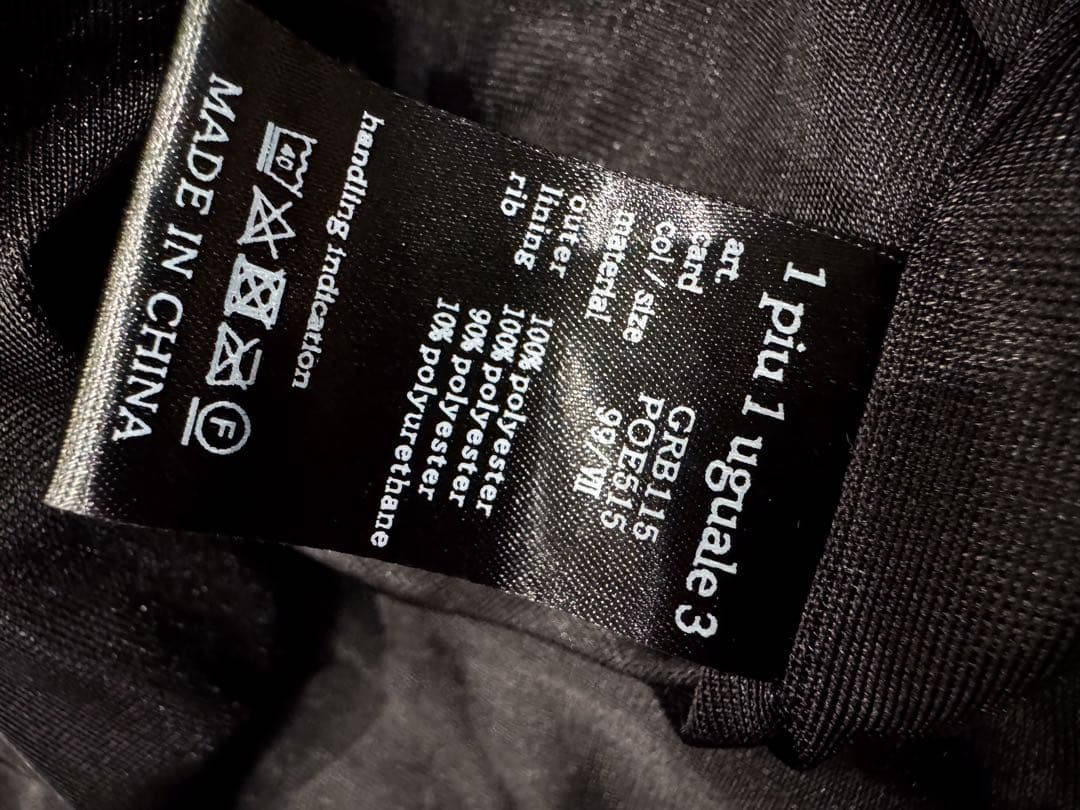 1 piu 1 uguale 3
art. GRB115
card POE515
col/ size 99/Ⅶ
material
outer 100% polyester
lining 100% polyester
rib 90% polyester
10% polyurethane
handling indication
40 F
MADE IN CHINA